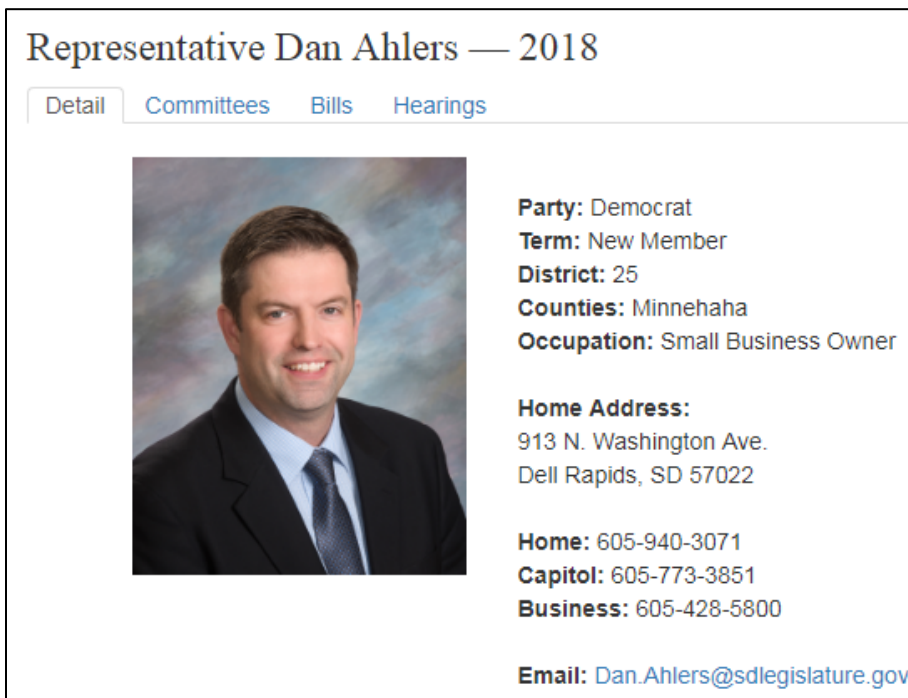 Representative Dan Ahlers — 2018
Detail Committees Bills Hearings
Party: Democrat
Term: New Member
District: 25
Counties: Minnehaha
Occupation: Small Business Owner
Home Address:
913 N. Washington Ave.
Dell Rapids, SD 57022
Home: 605-940-3071
Capitol: 605-773-3851
Business: 605-428-5800
Email: Dan.Ahlers@sdlegislature.gov